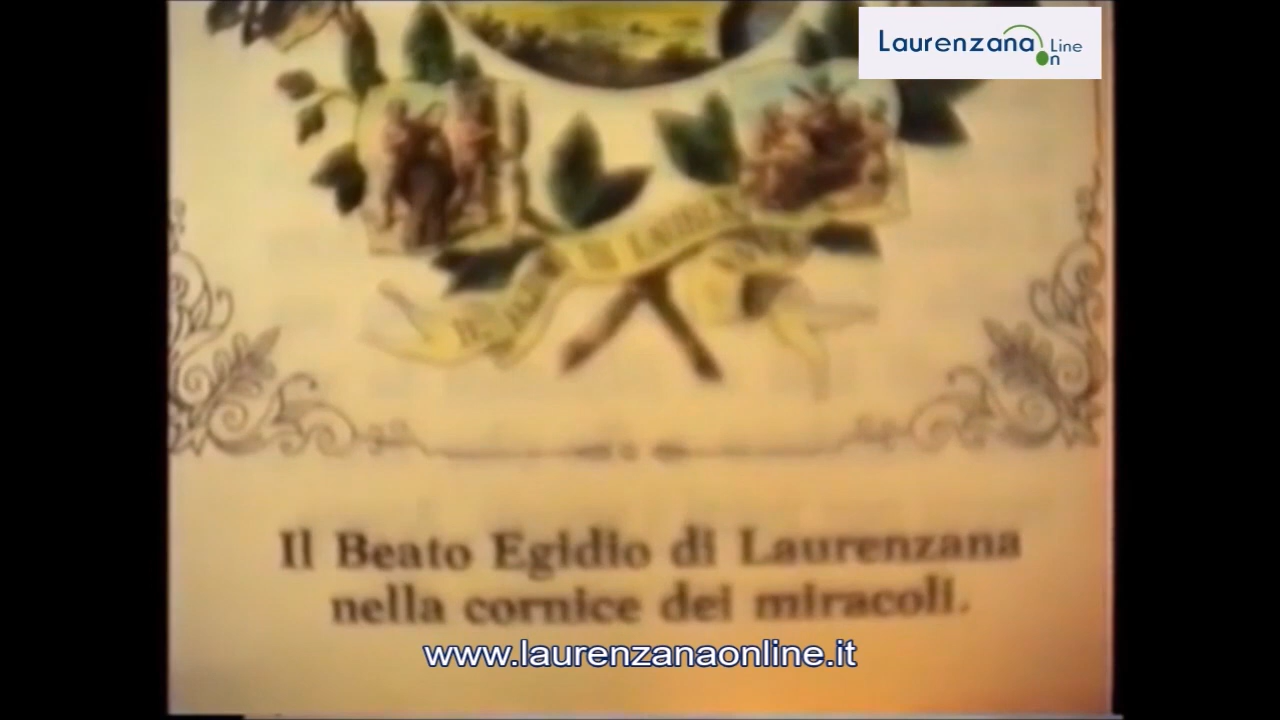 Laurenzana
On Line
Il Beato Egidio di Laurenzana
nella cornice dei miracoli.
www.laurenzanaonline.it